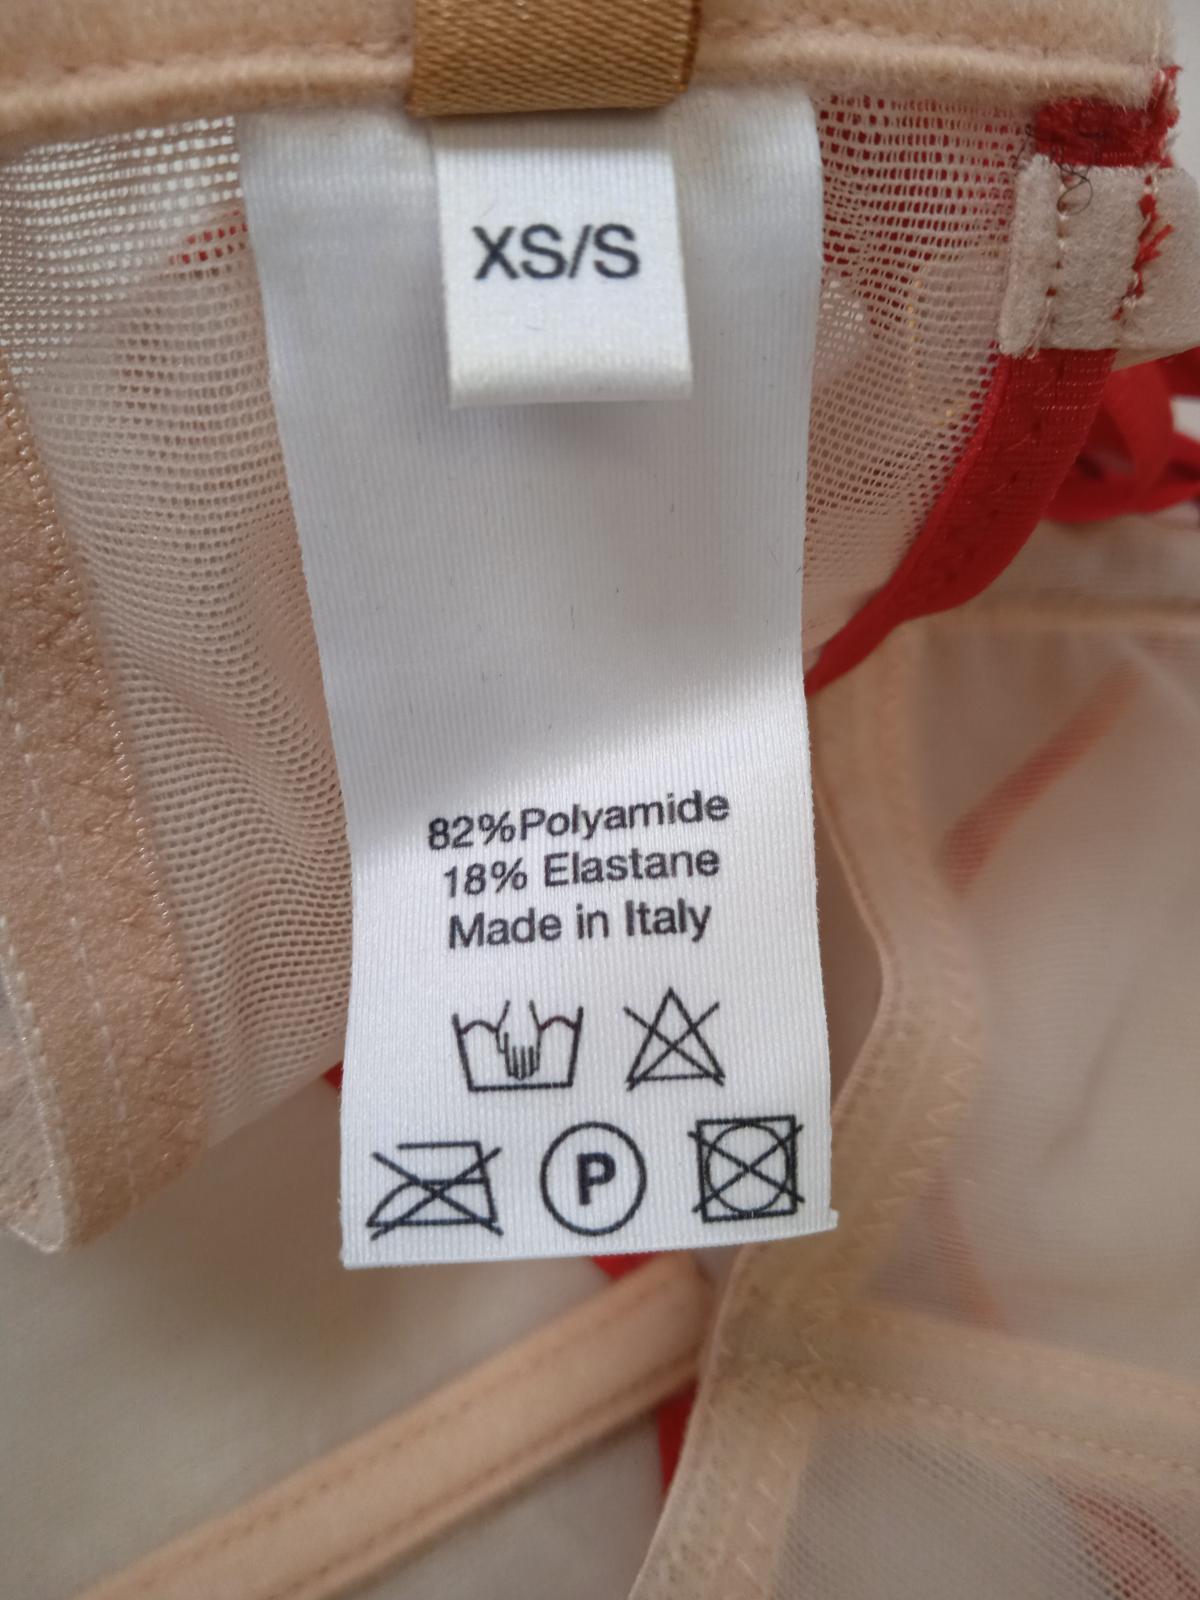 XS/S
82%Polyamide
18% Elastane
Made in Italy
P